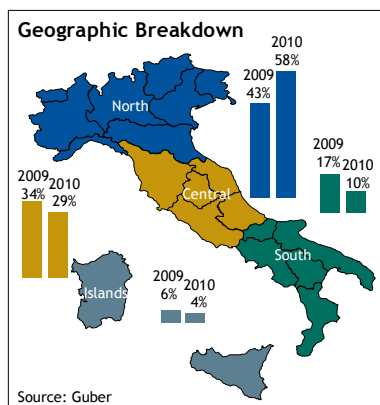 Geographic Breakdown
2009
43%
2010
58%
North
2009
17%
2010
10%
2009
34%
2010
29%
Central
South
Islands
2009
6%
2010
4%
Source: Guber